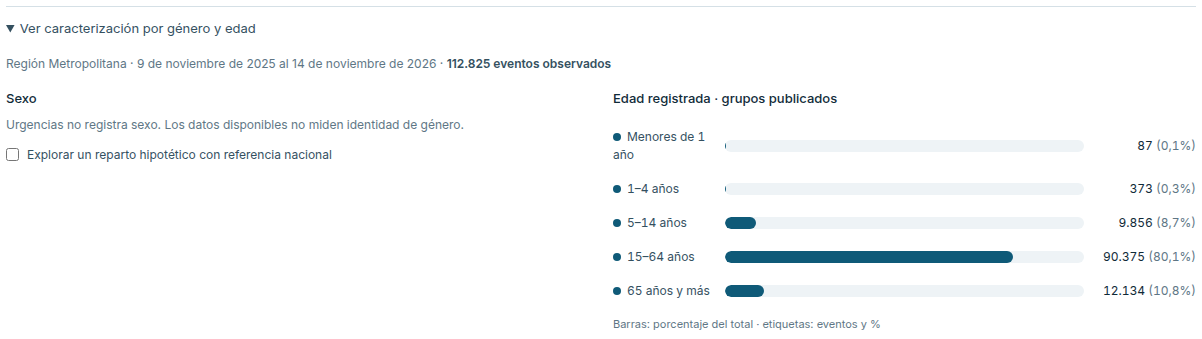 ▼ Ver caracterización por género y edad
Región Metropolitana · 9 de noviembre de 2025 al 14 de noviembre de 2026 · 112.825 eventos observados
Sexo
Urgencias no registra sexo. Los datos disponibles no miden identidad de género.
Explorar un reparto hipotético con referencia nacional
Edad registrada · grupos publicados
Menores de 1
año
87 (0,1%)
1–4 años 373 (0,3%)
5–14 años 9.856 (8,7%)
15–64 años 90.375 (80,1%)
65 años y más 12.134 (10,8%)
Barras: porcentaje del total · etiquetas: eventos y %